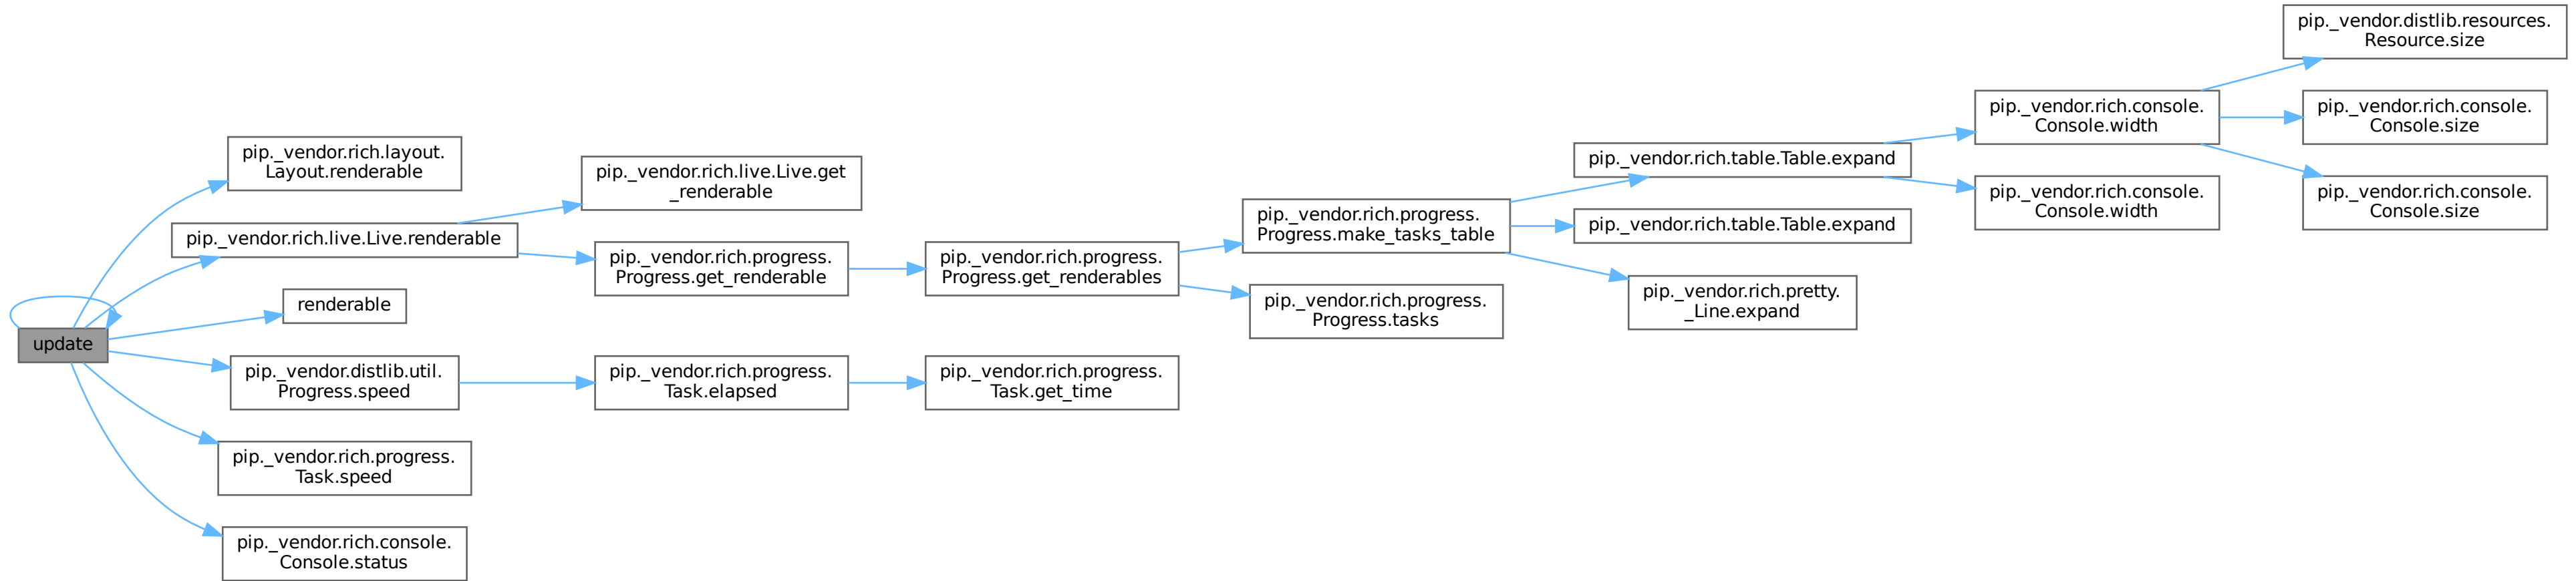 update
pip._vendor.rich.layout.
Layout.renderable
pip._vendor.rich.live.Live.renderable
renderable
pip._vendor.distlib.util.
Progress.speed
pip._vendor.rich.progress.
Task.speed
pip._vendor.rich.console.
Console.status
pip._vendor.rich.live.Live.get
_renderable
pip._vendor.rich.progress.
Progress.get_renderable
pip._vendor.rich.progress.
Task.elapsed
pip._vendor.rich.progress.
Progress.get_renderables
pip._vendor.rich.progress.
Task.get_time
pip._vendor.rich.progress.
Progress.make_tasks_table
pip._vendor.rich.progress.
Progress.tasks
pip._vendor.rich.table.Table.expand
pip._vendor.rich.table.Table.expand
pip._vendor.rich.pretty.
_Line.expand
pip._vendor.rich.console.
Console.width
pip._vendor.rich.console.
Console.width
pip._vendor.distlib.resources.
Resource.size
pip._vendor.rich.console.
Console.size
pip._vendor.rich.console.
Console.size